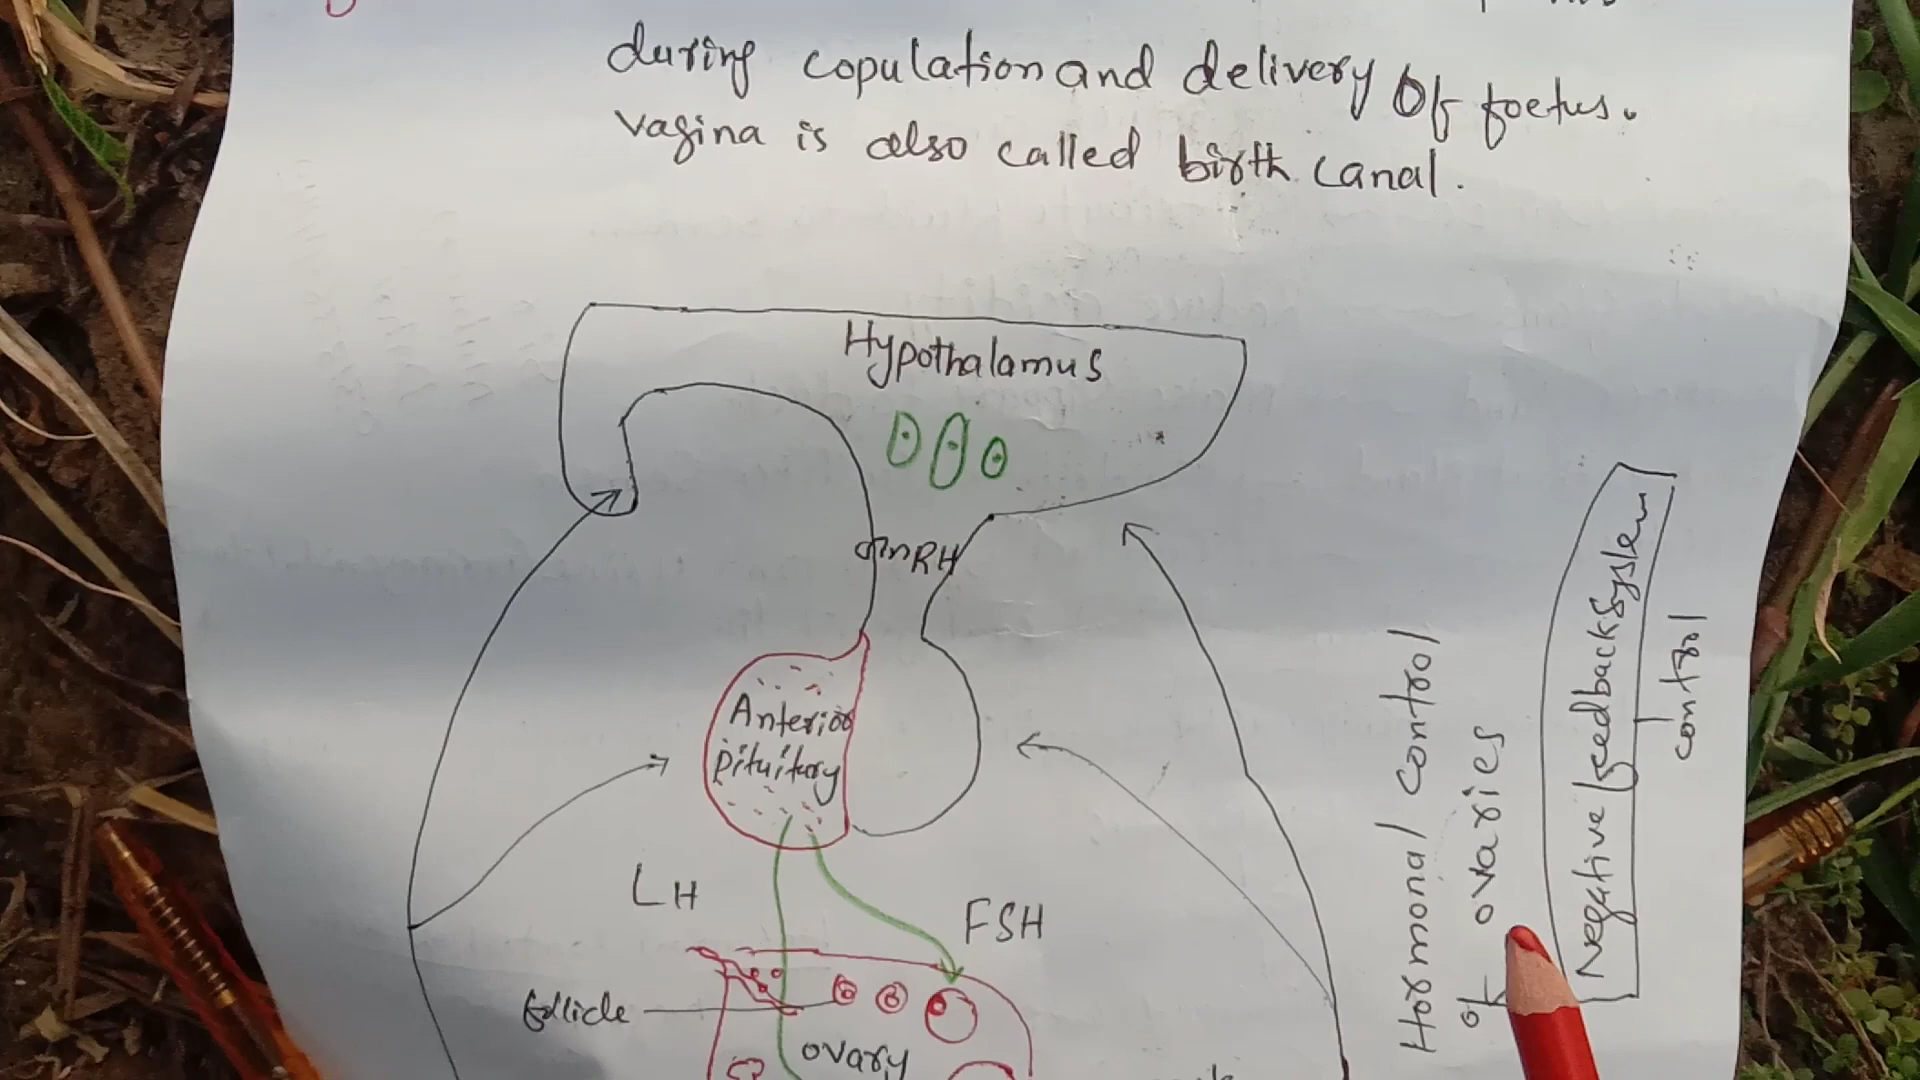 during copulation and delivery Of foetus.
vagina is also called birth canal.
Hypothalamus
GnRH
Anterior
pituitary
LH
FSH
follicle
ovary
Hormonal control
of ovaries
Negative feedback System
control